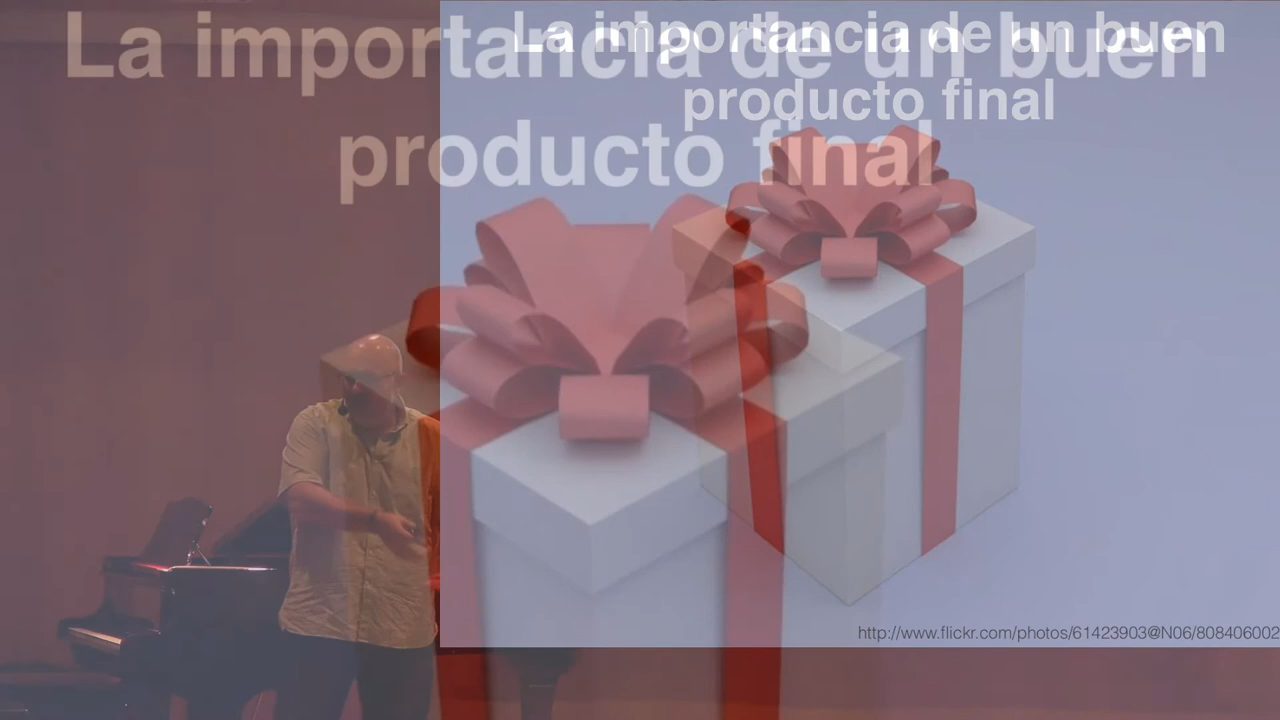 La importancia de un buen
producto final
La importancia de un buen
producto final
http://www.flickr.com/photos/61423903@N06/808406002